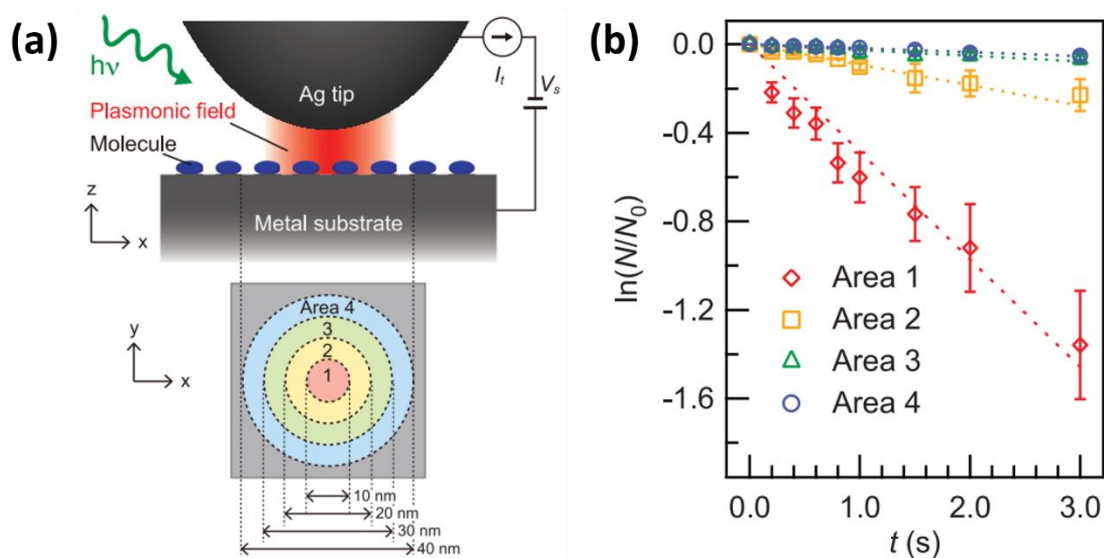 (a)
hν
Ag tip
I_t
V_s
Plasmonic field
Molecule
Metal substrate
z
x
Area 4
3
2
1
y
x
10 nm
20 nm
30 nm
40 nm
(b)
0.0
-0.4
-0.8
-1.2
-1.6
ln(N/N₀)
Area 1
Area 2
Area 3
Area 4
0.0 1.0 2.0 3.0
t (s)